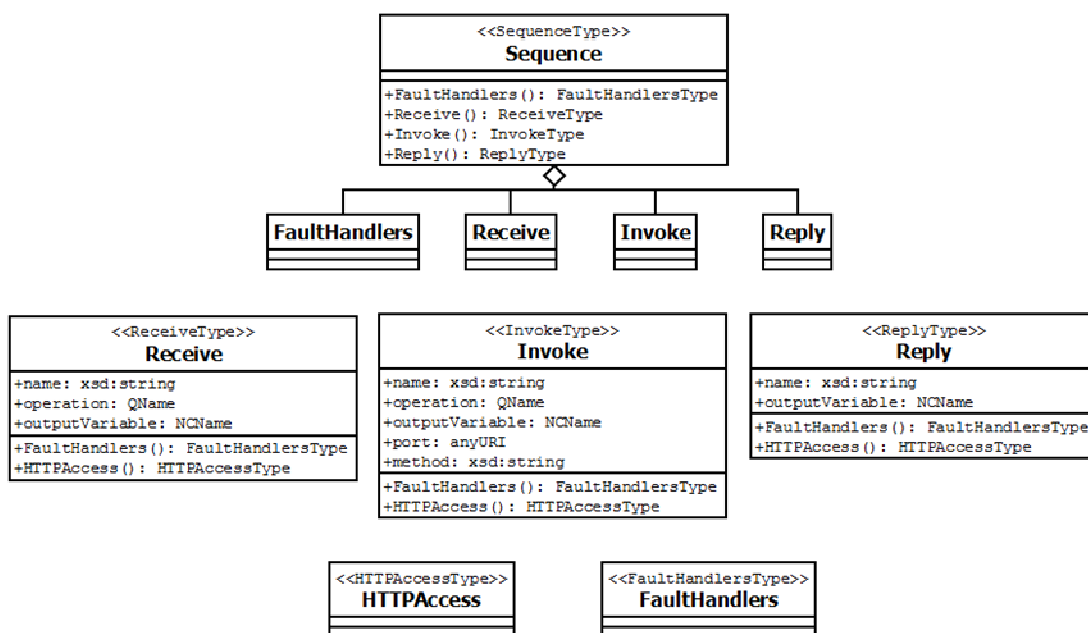 <<SequenceType>>
Sequence
+FaultHandlers(): FaultHandlersType
+Receive(): ReceiveType
+Invoke(): InvokeType
+Reply(): ReplyType
FaultHandlers
Receive
Invoke
Reply
<<ReceiveType>>
Receive
+name: xsd:string
+operation: QName
+outputVariable: NCName
+FaultHandlers(): FaultHandlersType
+HTTPAccess(): HTTPAccessType
<<InvokeType>>
Invoke
+name: xsd:string
+operation: QName
+outputVariable: NCName
+port: anyURI
+method: xsd:string
+FaultHandlers(): FaultHandlersType
+HTTPAccess(): HTTPAccessType
<<ReplyType>>
Reply
+name: xsd:string
+outputVariable: NCName
+FaultHandlers(): FaultHandlersType
+HTTPAccess(): HTTPAccessType
<<HTTPAccessType>>
HTTPAccess
<<FaultHandlersType>>
FaultHandlers